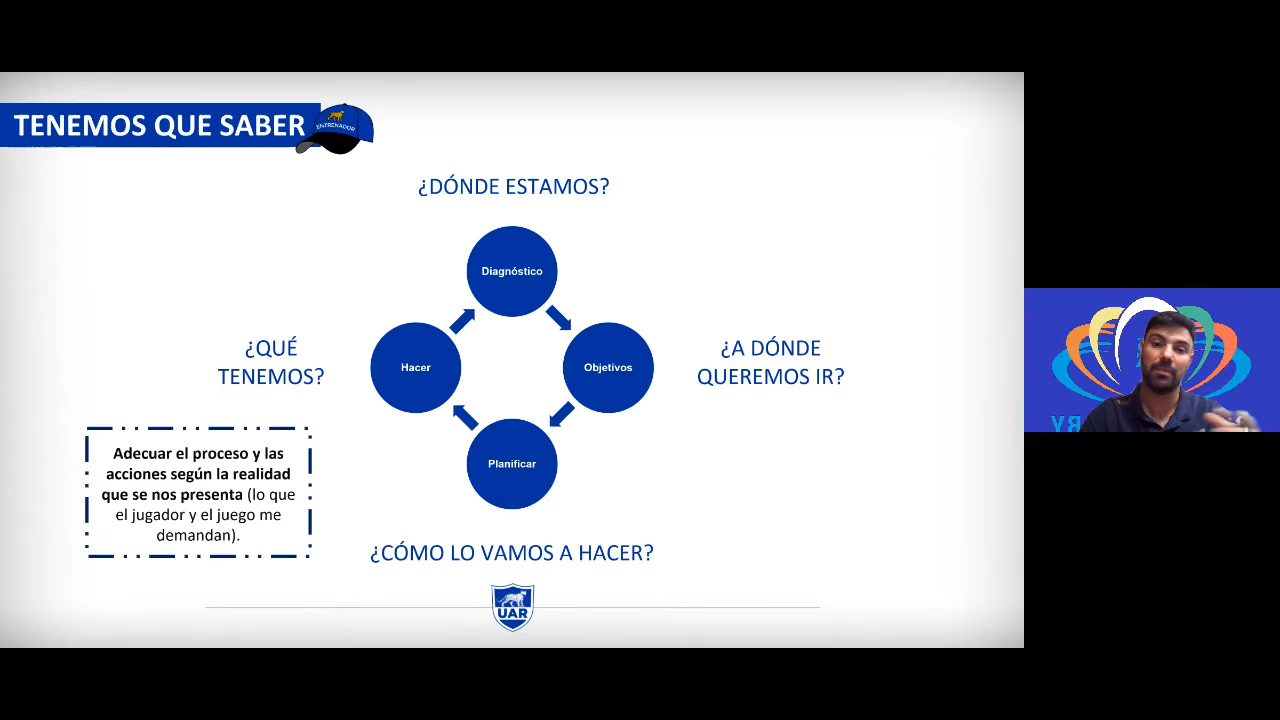 TENEMOS QUE SABER
ENTRENADOR
¿DÓNDE ESTAMOS?
Diagnóstico
¿QUÉ
TENEMOS?
Hacer
Objetivos
¿A DÓNDE
QUEREMOS IR?
Adecuar el proceso y las
acciones según la realidad
que se nos presenta (lo que
el jugador y el juego me
demandan).
Planificar
¿CÓMO LO VAMOS A HACER?
UAR